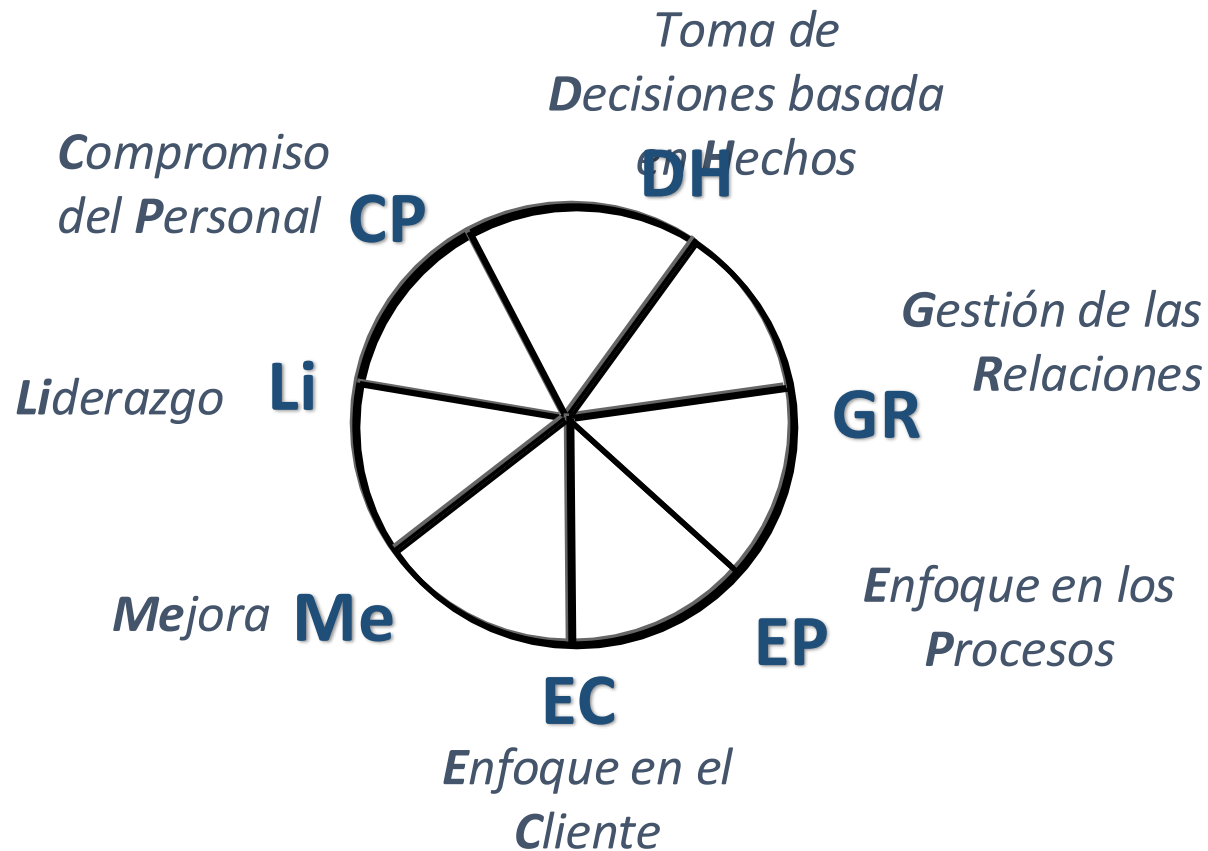 Toma de
Decisiones basada
en Hechos
DH
Compromiso
del Personal
CP
Gestión de las
Relaciones
GR
Liderazgo
Li
Enfoque en los
Procesos
EP
Mejora
Me
EC
Enfoque en el
Cliente